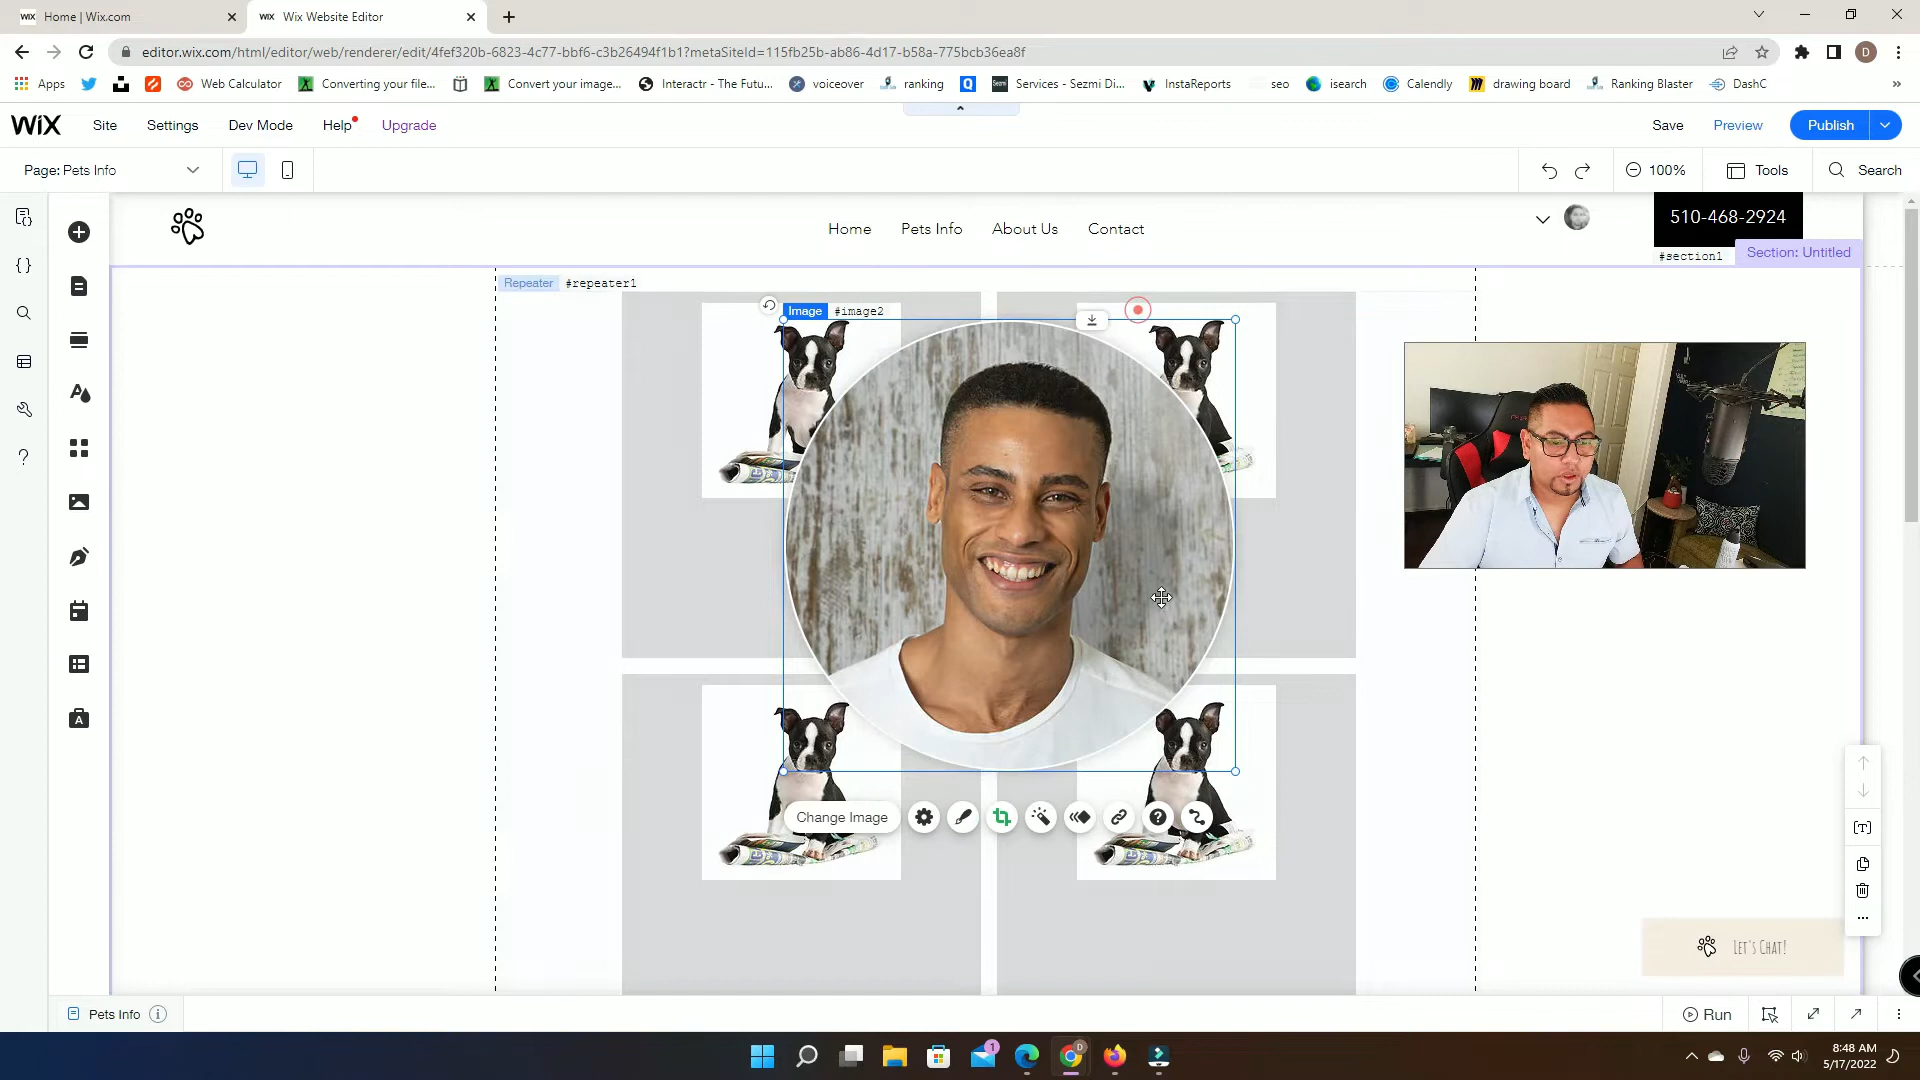 WIX Home | Wix.com
WIX Wix Website Editor
editor.wix.com/html/editor/web/renderer/edit/4fef320b-6823-4c77-bbf6-c3b26494f1b1?metaSiteId=115fb25b-ab86-4d17-b58a-775bcb36ea8f
D
Apps Web Calculator Converting your file... Convert your image... Interactr - The Futu... voiceover ranking Services - Sezmi Di... InstaReports seo isearch Calendly drawing board Ranking Blaster DashC »
WIX Site Settings Dev Mode Help Upgrade Save Preview Publish
Page: Pets Info 100% Tools Search
Home Pets Info About Us Contact 510-468-2924
#section1 Section: Untitled
Repeater #repeater1
Image #image2
Change Image
Let's Chat!
Pets Info Run
1 D
8:48 AM
5/17/2022